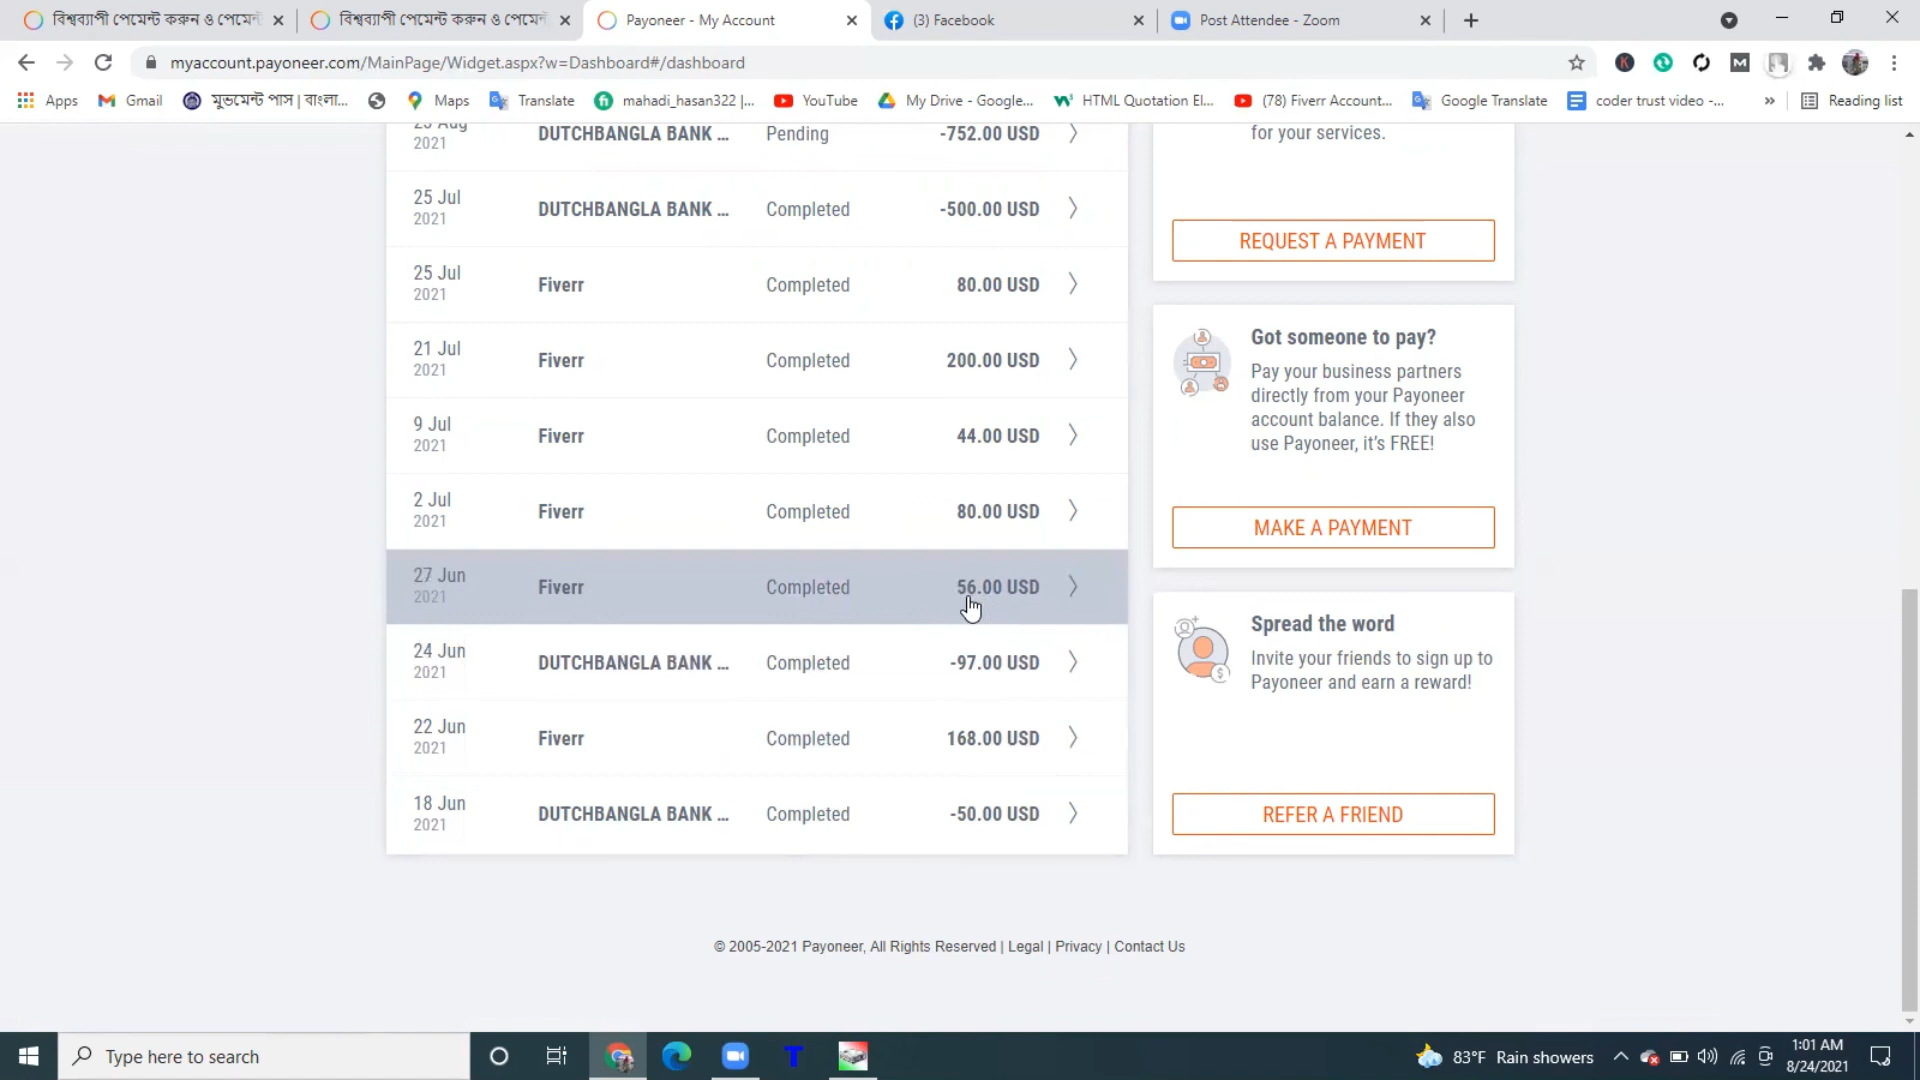 বিশ্বব্যাপী পেমেন্ট করুন ও পেমেন্ট
বিশ্বব্যাপী পেমেন্ট করুন ও পেমেন্ট
Payoneer - My Account
(3) Facebook
Post Attendee - Zoom
myaccount.payoneer.com/MainPage/Widget.aspx?w=Dashboard#/dashboard
Apps
Gmail
মুভমেন্ট পাস | বাংলা...
Maps
Translate
mahadi_hasan322 |...
YouTube
My Drive - Google...
HTML Quotation El...
(78) Fiverr Account...
Google Translate
coder trust video -...
»
Reading list
23 Aug
2021
DUTCHBANGLA BANK ...
Pending
-752.00 USD
25 Jul
2021
DUTCHBANGLA BANK ...
Completed
-500.00 USD
25 Jul
2021
Fiverr
Completed
80.00 USD
21 Jul
2021
Fiverr
Completed
200.00 USD
9 Jul
2021
Fiverr
Completed
44.00 USD
2 Jul
2021
Fiverr
Completed
80.00 USD
27 Jun
2021
Fiverr
Completed
56.00 USD
24 Jun
2021
DUTCHBANGLA BANK ...
Completed
-97.00 USD
22 Jun
2021
Fiverr
Completed
168.00 USD
18 Jun
2021
DUTCHBANGLA BANK ...
Completed
-50.00 USD
for your services.
REQUEST A PAYMENT
Got someone to pay?
Pay your business partners
directly from your Payoneer
account balance. If they also
use Payoneer, it's FREE!
MAKE A PAYMENT
Spread the word
Invite your friends to sign up to
Payoneer and earn a reward!
REFER A FRIEND
© 2005-2021 Payoneer, All Rights Reserved | Legal | Privacy | Contact Us
Type here to search
83°F Rain showers
1:01 AM
8/24/2021